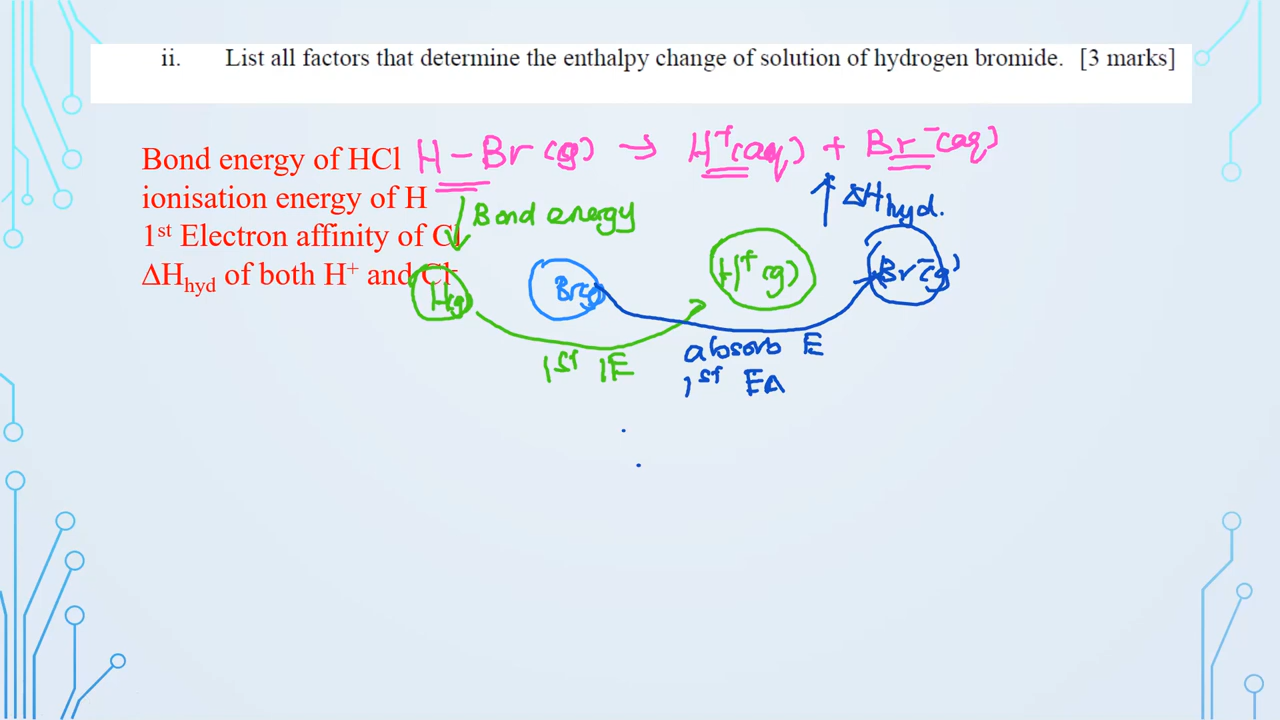 ii. List all factors that determine the enthalpy change of solution of hydrogen bromide. [3 marks]
Bond energy of HCl
ionisation energy of H
1st Electron affinity of Cl
ΔHhyd of both H⁺ and Cl⁻
H – Br (g) → H⁺(aq) + Br⁻(aq)
Bond energy
ΔHhyd.
H(g)
Br(g)
H⁺(g)
Br⁻(g)
1st IE
absorb E
1st EA